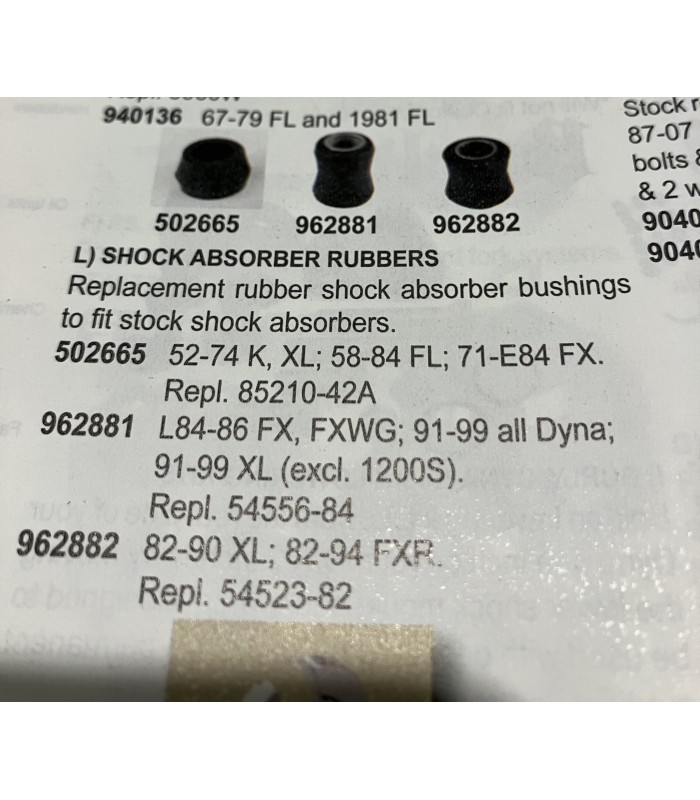 940136 67-79 FL and 1981 FL
502665 962881 962882
L) SHOCK ABSORBER RUBBERS
Replacement rubber shock absorber bushings
to fit stock shock absorbers.
502665 52-74 K, XL; 58-84 FL; 71-E84 FX.
Repl. 85210-42A
962881 L84-86 FX, FXWG; 91-99 all Dyna;
91-99 XL (excl. 1200S).
Repl. 54556-84
962882 82-90 XL; 82-94 FXR.
Repl. 54523-82
Stock
87-07
bolts
& 2